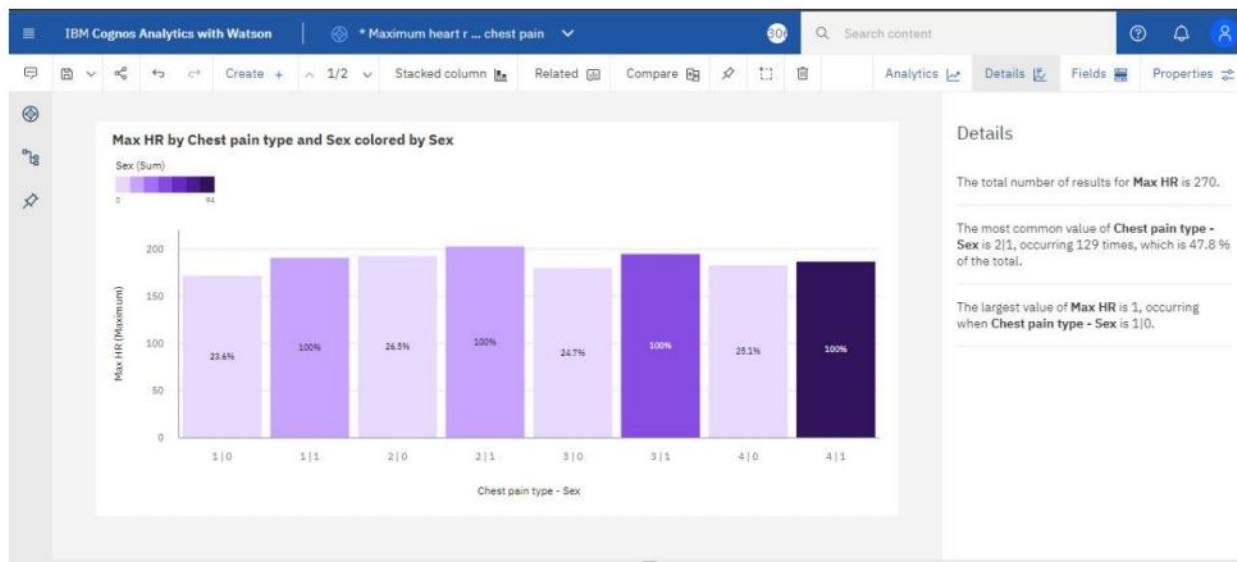 IBM Cognos Analytics with Watson
* Maximum heart r ... chest pain
30
Search content
Create +
1/2
Stacked column
Related
Compare
Analytics
Details
Fields
Properties
Max HR by Chest pain type and Sex colored by Sex
Sex (Sum)
0 94
Max HR (Maximum)
200
150
100
50
0
23.6% 100% 26.5% 100% 24.7% 100% 25.1% 100%
1|0 1|1 2|0 2|1 3|0 3|1 4|0 4|1
Chest pain type - Sex
Details
The total number of results for Max HR is 270.
The most common value of Chest pain type -
Sex is 2|1, occurring 129 times, which is 47.8 %
of the total.
The largest value of Max HR is 1, occurring
when Chest pain type - Sex is 1|0.